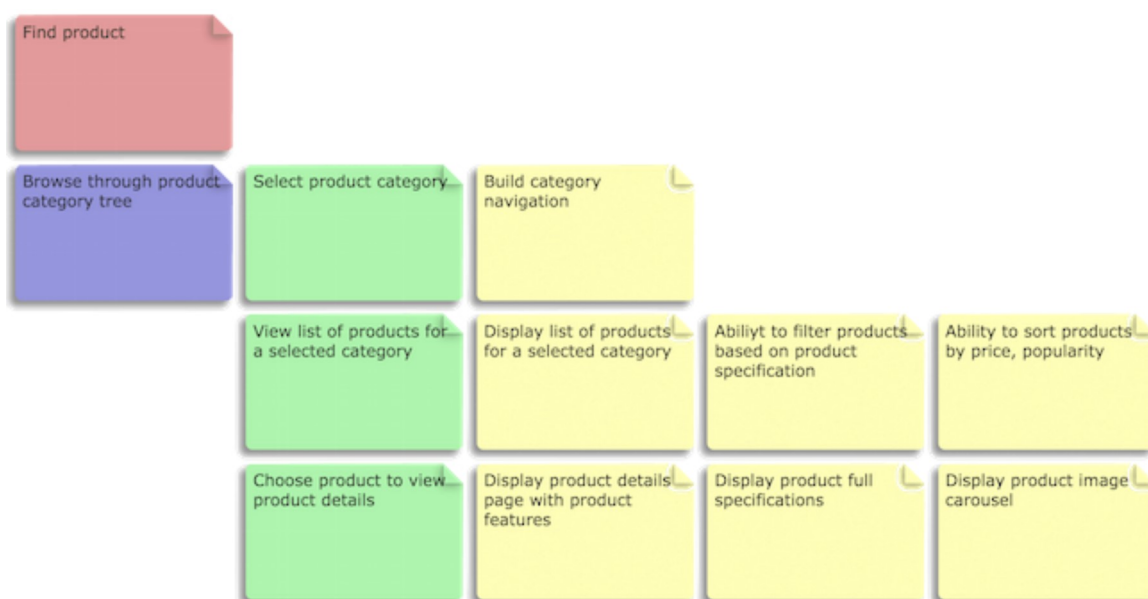 Find product
Browse through product
category tree
Select product category
Build category
navigation
View list of products for
a selected category
Display list of products
for a selected category
Abiliyt to filter products
based on product
specification
Ability to sort products
by price, popularity
Choose product to view
product details
Display product details
page with product
features
Display product full
specifications
Display product image
carousel